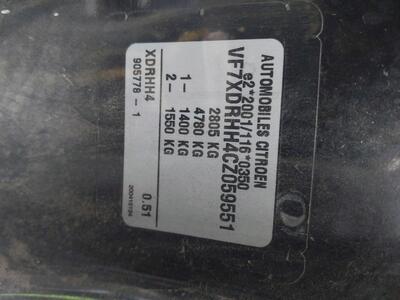 AUTOMOBILES CITROEN
e2*2001/116*0350
VF7XDRHH4CZ059551
2805 KG
4780 KG
1- 1400 KG
2- 1550 KG
XDRHH4 0.51
905778 - 1